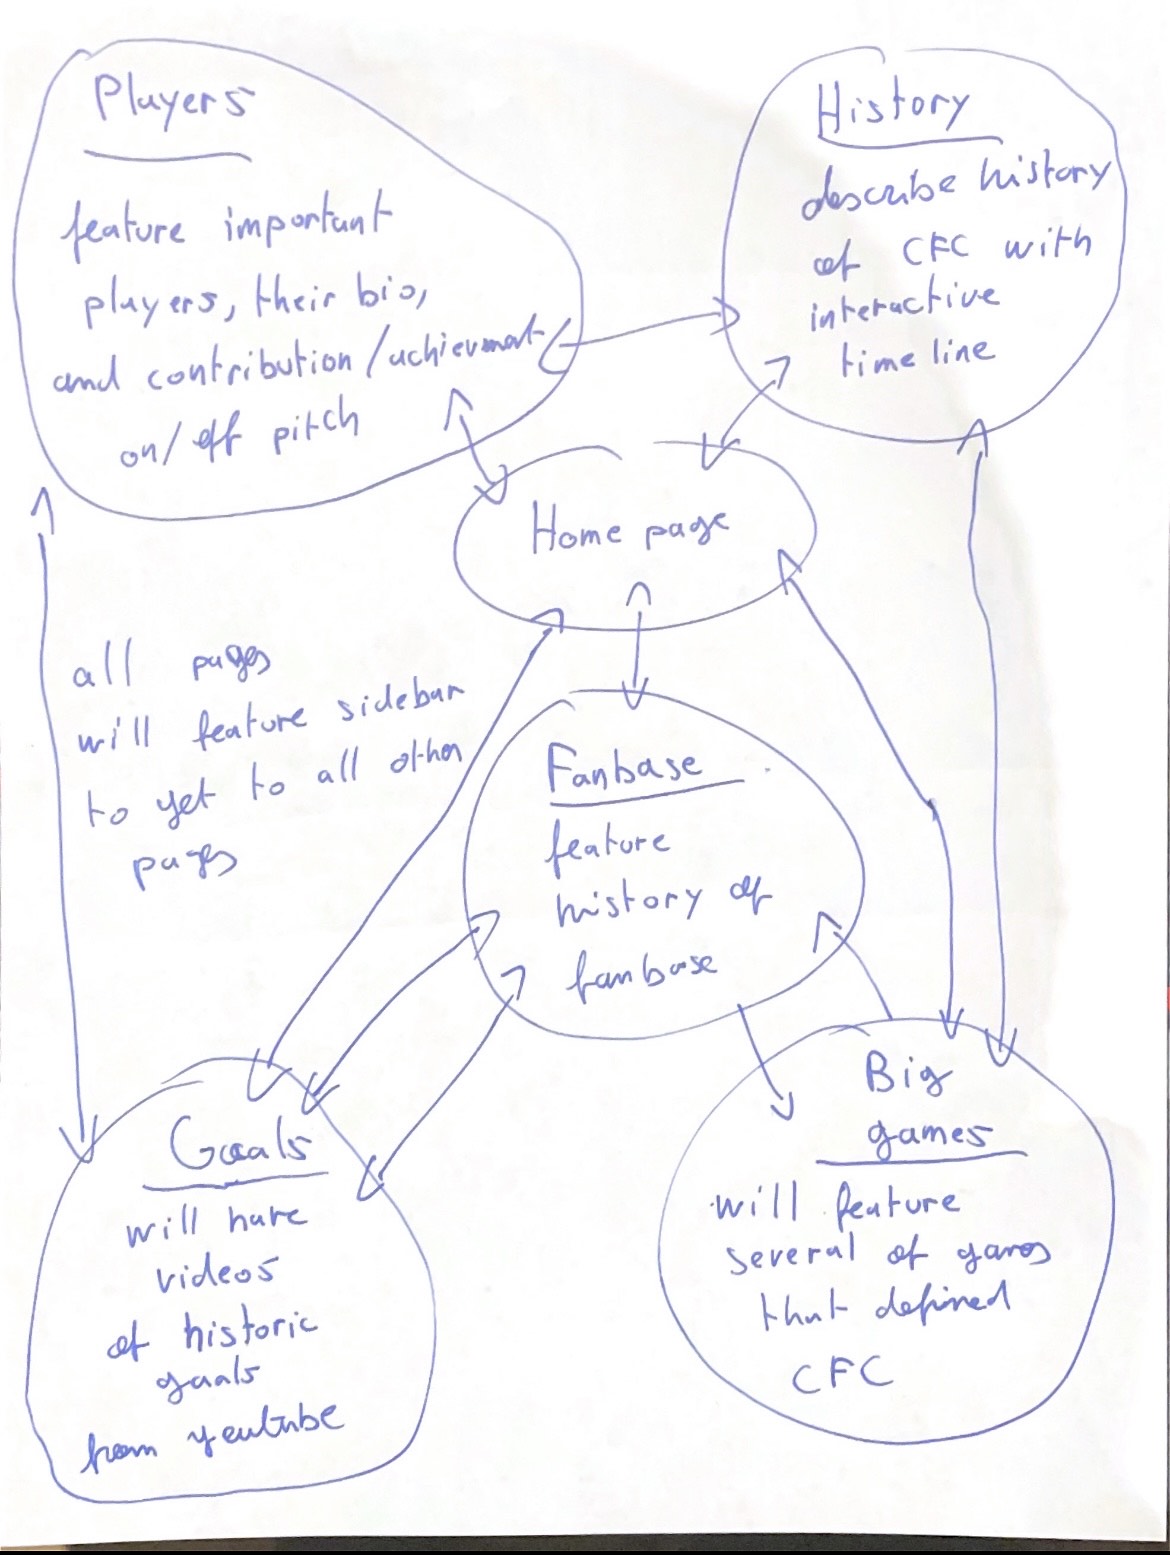 Players
feature important
players, their bio,
and contribution/achievment
on/off pitch
History
describe history
of CFC with
interactive
time line
Home page
all pages
will feature sidebar
to get to all other
pages
Fanbase
feature
history of
fanbase
Goals
will have
videos
of historic
goals
from youtube
Big
games
will feature
several of games
that defined
CFC